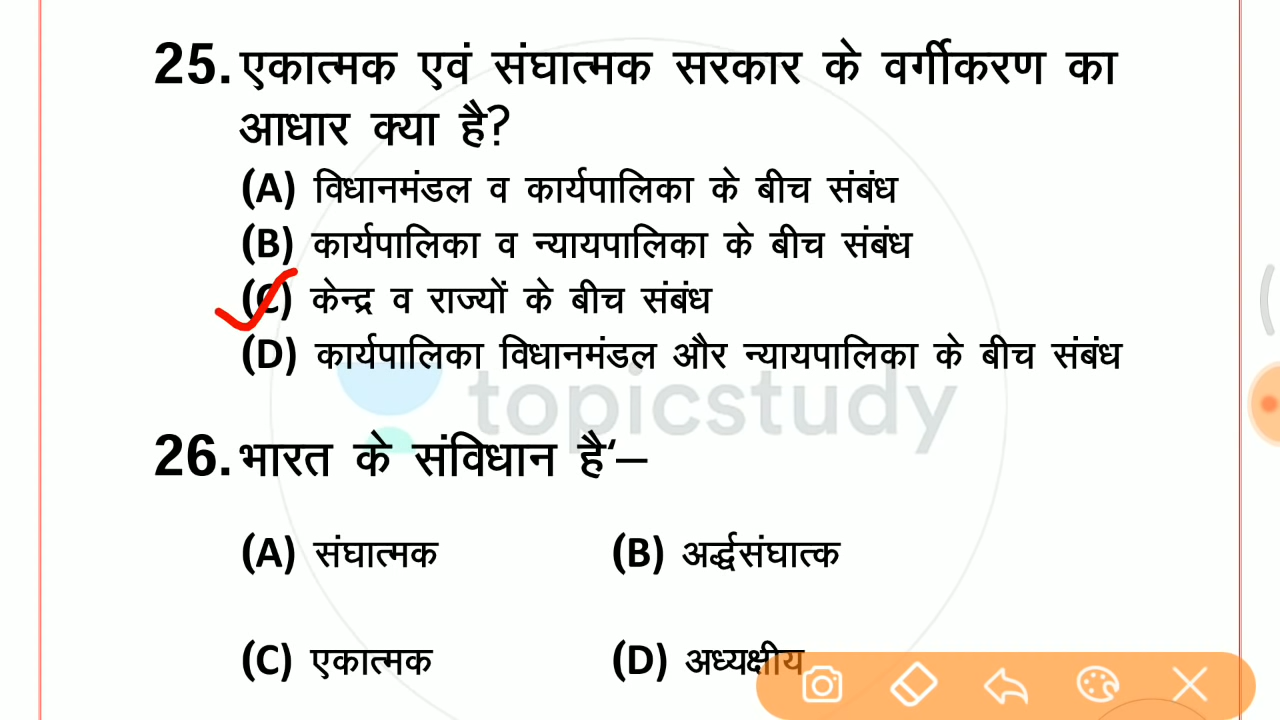 25. एकात्मक एवं संघात्मक सरकार के वर्गीकरण का
आधार क्या है?
(A) विधानमंडल व कार्यपालिका के बीच संबंध
(B) कार्यपालिका व न्यायपालिका के बीच संबंध
(C) केन्द्र व राज्यों के बीच संबंध
(D) कार्यपालिका विधानमंडल और न्यायपालिका के बीच संबंध
topicstudy
26. भारत के संविधान है‘–
(A) संघात्मक (B) अर्द्धसंघात्क
(C) एकात्मक (D) अध्यक्षीय